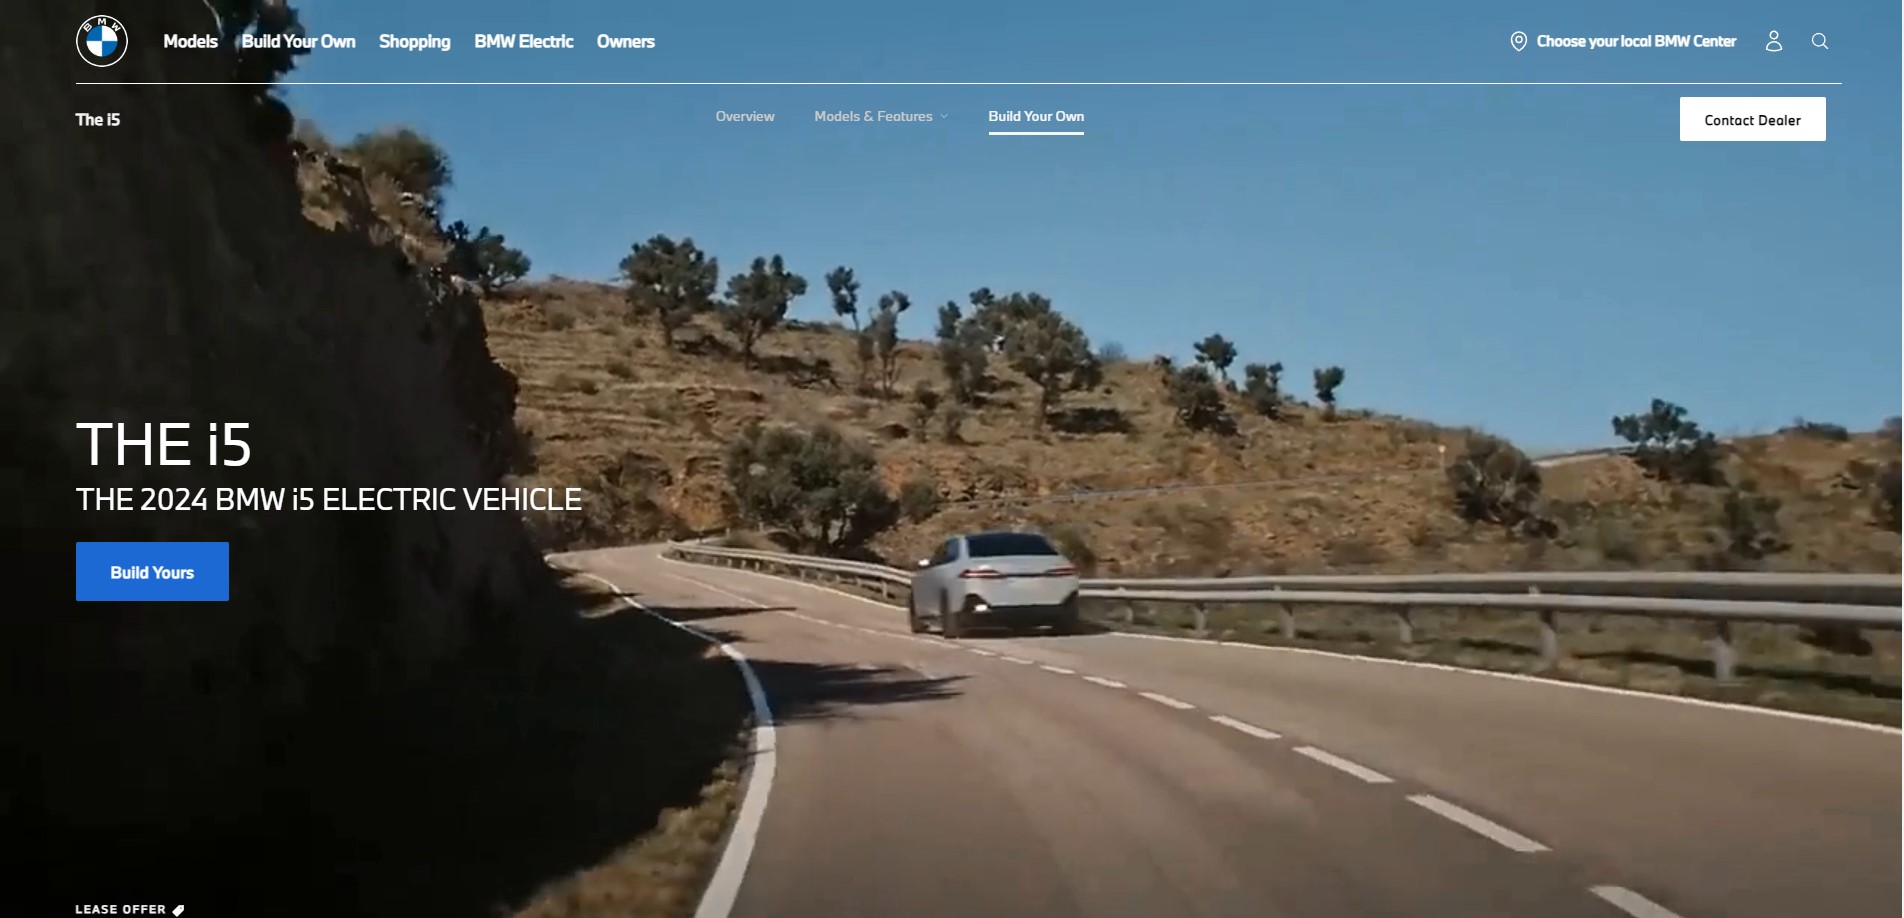 BMW
Models Build Your Own Shopping BMW Electric Owners Choose your local BMW Center
The i5 Overview Models & Features Build Your Own Contact Dealer
THE i5
THE 2024 BMW i5 ELECTRIC VEHICLE
Build Yours
LEASE OFFER